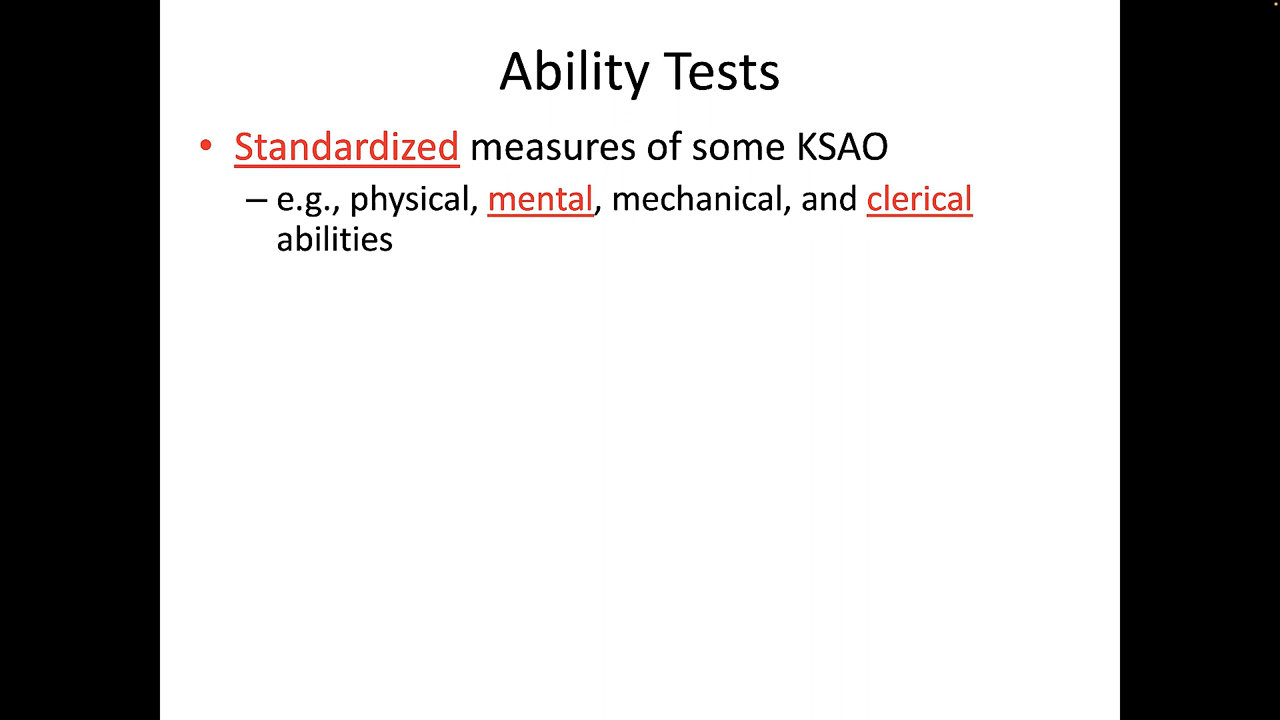 Ability Tests
• Standardized measures of some KSAO
– e.g., physical, mental, mechanical, and clerical
abilities